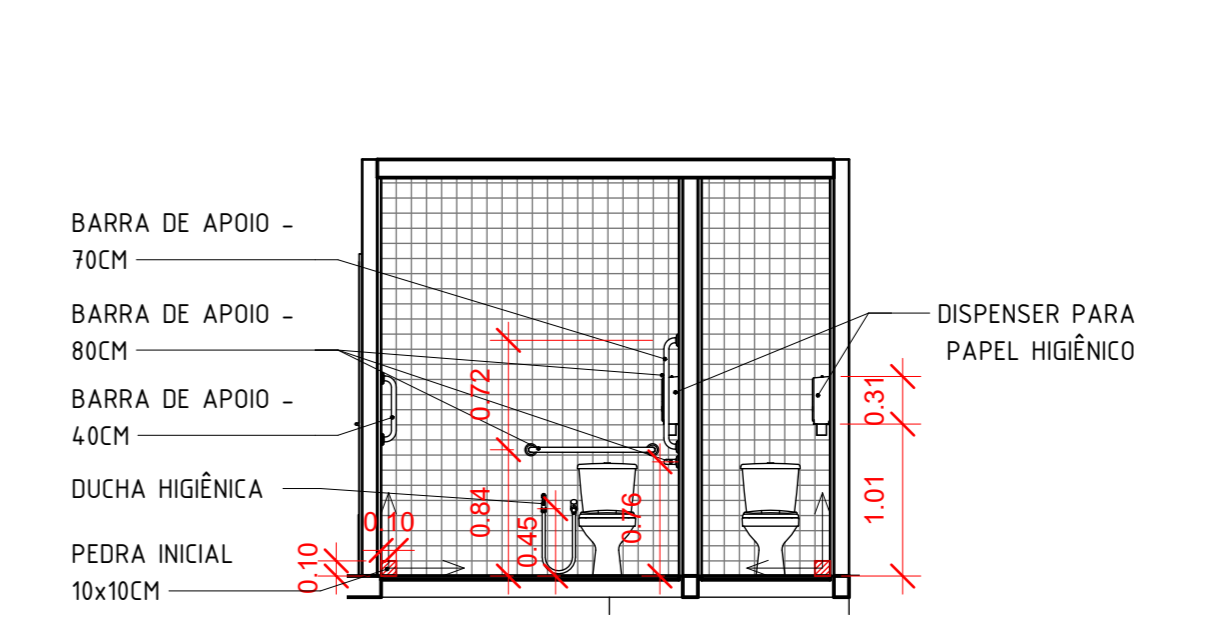 BARRA DE APOIO -
70CM
BARRA DE APOIO -
80CM
BARRA DE APOIO -
40CM
DUCHA HIGIÊNICA
PEDRA INICIAL
10x10CM
0.10
0.10
0.72
0.84
0.45
0.76
DISPENSER PARA
PAPEL HIGIÊNICO
0.31
1.01